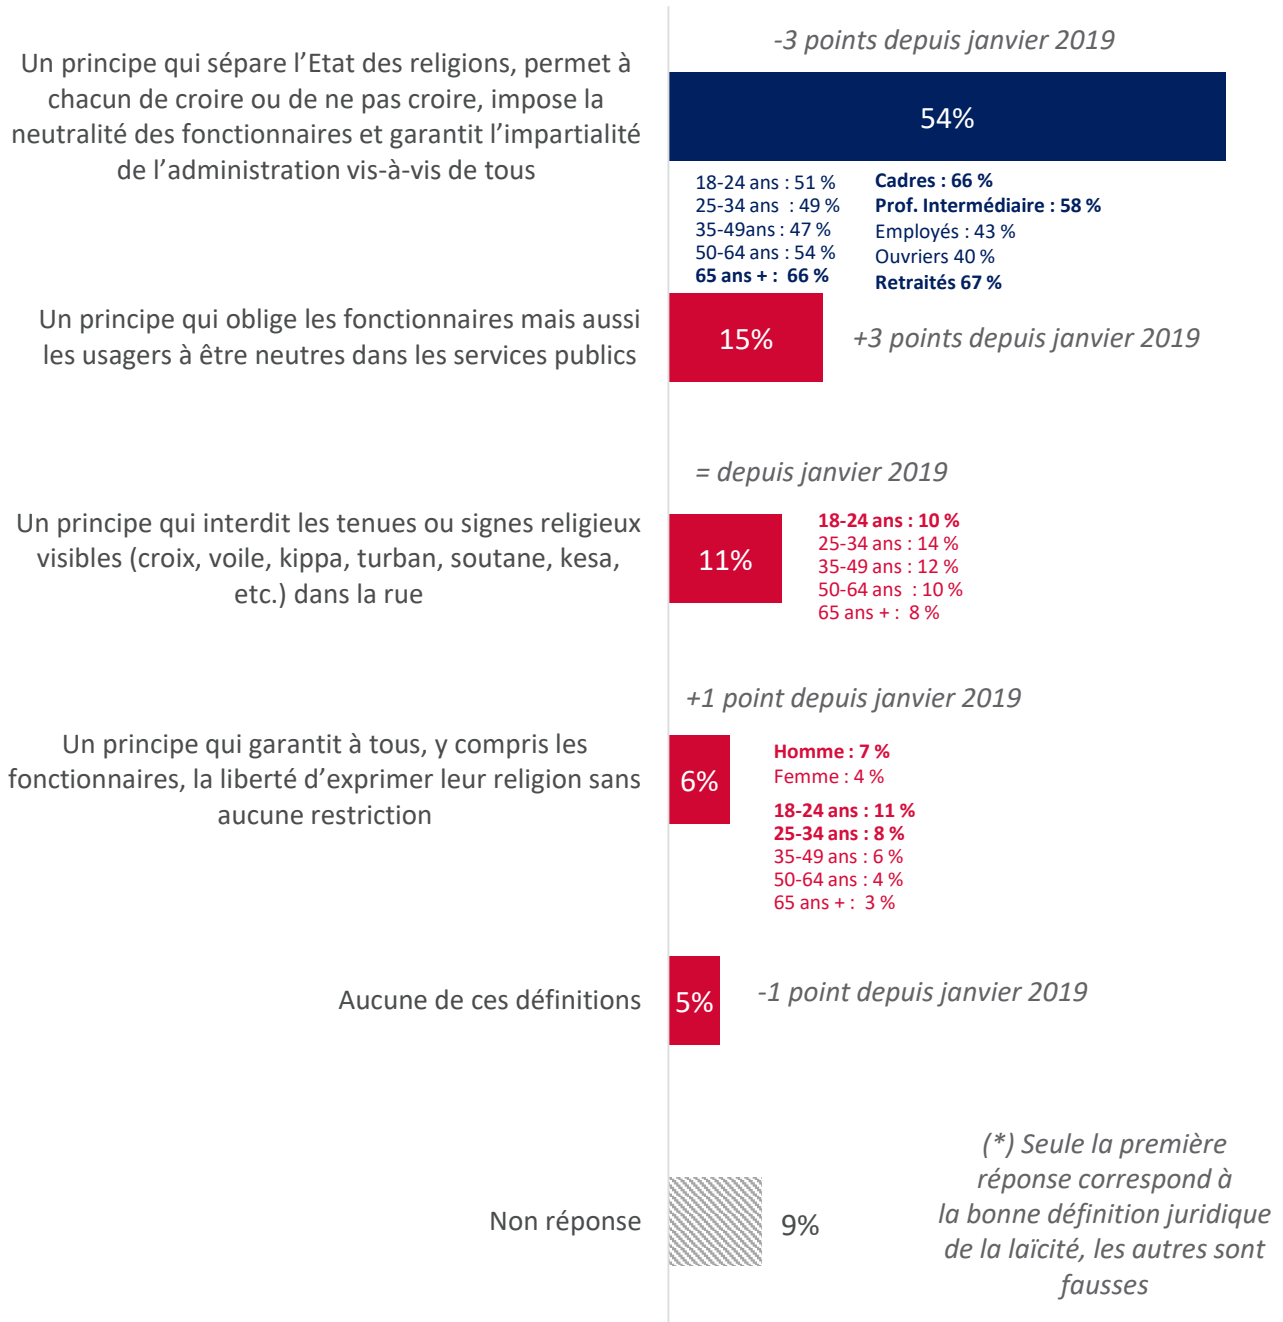 -3 points depuis janvier 2019
Un principe qui sépare l’Etat des religions, permet à
chacun de croire ou de ne pas croire, impose la
neutralité des fonctionnaires et garantit l’impartialité
de l’administration vis-à-vis de tous
54%
18-24 ans : 51 %
25-34 ans  : 49 %
35-49ans : 47 %
50-64 ans : 54 %
65 ans + :  66 %
Cadres : 66 %
Prof. Intermédiaire : 58 %
Employés : 43 %
Ouvriers 40 %
Retraités 67 %
Un principe qui oblige les fonctionnaires mais aussi
les usagers à être neutres dans les services publics
15%
+3 points depuis janvier 2019
= depuis janvier 2019
Un principe qui interdit les tenues ou signes religieux
visibles (croix, voile, kippa, turban, soutane, kesa,
etc.) dans la rue
11%
18-24 ans : 10 %
25-34 ans : 14 %
35-49 ans : 12 %
50-64 ans  : 10 %
65 ans + :  8 %
+1 point depuis janvier 2019
Un principe qui garantit à tous, y compris les
fonctionnaires, la liberté d’exprimer leur religion sans
aucune restriction
6%
Homme : 7 %
Femme : 4 %
18-24 ans : 11 %
25-34 ans : 8 %
35-49 ans : 6 %
50-64 ans : 4 %
65 ans + :  3 %
Aucune de ces définitions
5%
-1 point depuis janvier 2019
Non réponse
9%
(*) Seule la première
réponse correspond à
la bonne définition juridique
de la laïcité, les autres sont
fausses